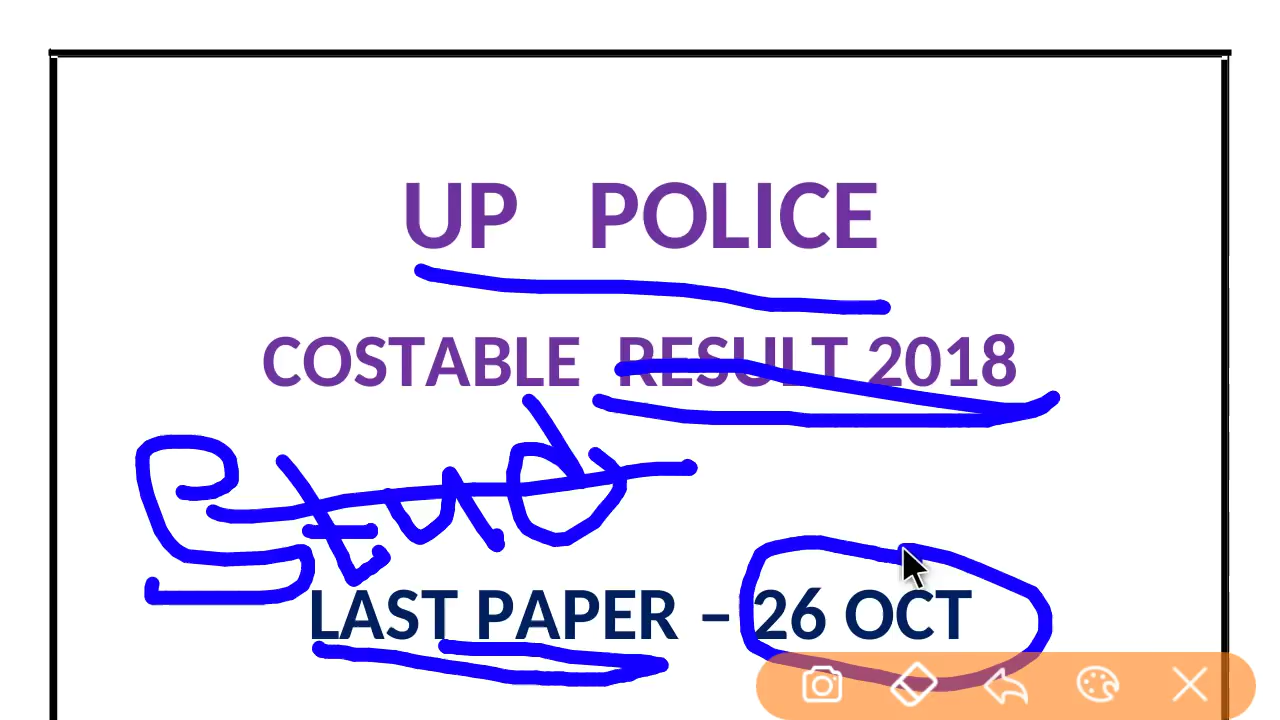 UP POLICE
COSTABLE RESULT 2018
Stud
LAST PAPER – 26 OCT